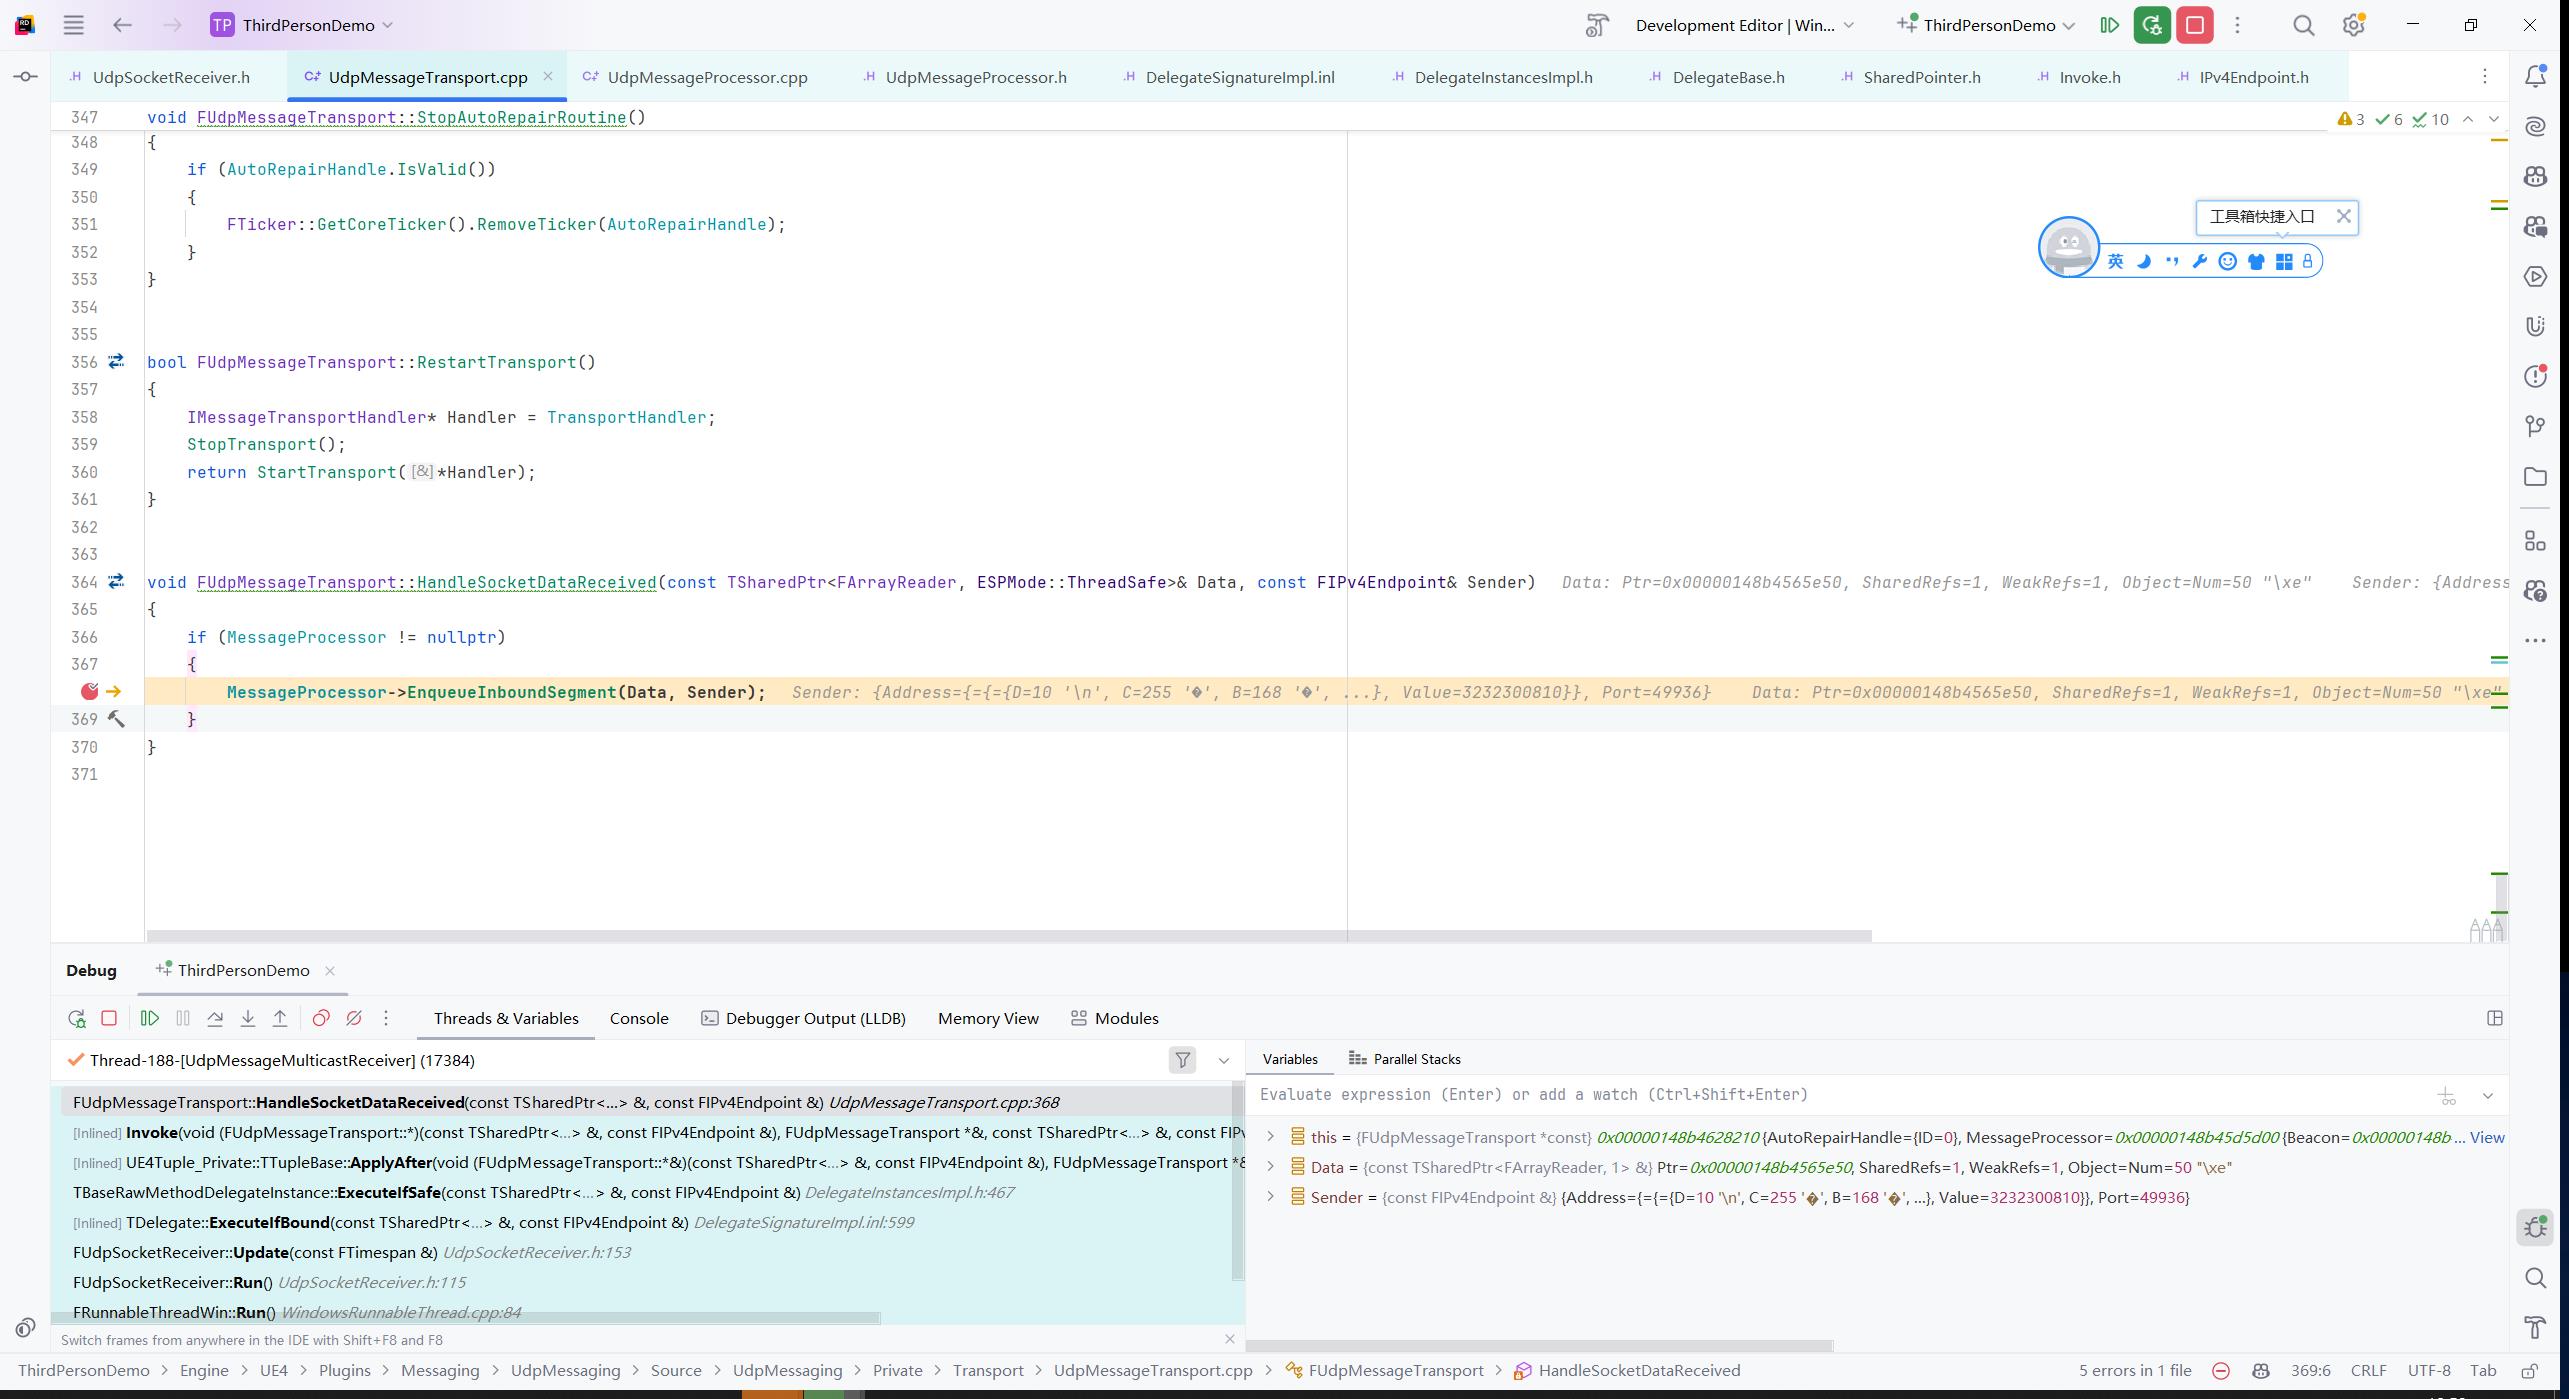 TP ThirdPersonDemo Development Editor | Win... ThirdPersonDemo
UdpSocketReceiver.h UdpMessageTransport.cpp UdpMessageProcessor.cpp UdpMessageProcessor.h DelegateSignatureImpl.inl DelegateInstancesImpl.h DelegateBase.h SharedPointer.h Invoke.h IPv4Endpoint.h
347 void FUdpMessageTransport::StopAutoRepairRoutine() 3 6 10
348 {
349 if (AutoRepairHandle.IsValid())
350 {
351 FTicker::GetCoreTicker().RemoveTicker(AutoRepairHandle);
352 }
353 }
354
355
356 bool FUdpMessageTransport::RestartTransport()
357 {
358 IMessageTransportHandler* Handler = TransportHandler;
359 StopTransport();
360 return StartTransport([&]*Handler);
361 }
362
363
364 void FUdpMessageTransport::HandleSocketDataReceived(const TSharedPtr<FArrayReader, ESPMode::ThreadSafe>& Data, const FIPv4Endpoint& Sender) Data: Ptr=0x00000148b4565e50, SharedRefs=1, WeakRefs=1, Object=Num=50 "\xe" Sender: {Address
365 {
366 if (MessageProcessor != nullptr)
367 {
MessageProcessor->EnqueueInboundSegment(Data, Sender); Sender: {Address={={={D=10 '\n', C=255 '�', B=168 '�', ...}, Value=3232300810}}, Port=49936} Data: Ptr=0x00000148b4565e50, SharedRefs=1, WeakRefs=1, Object=Num=50 "\xe"
369 }
370 }
371
工具箱快捷入口
英
Debug ThirdPersonDemo
Threads & Variables Console Debugger Output (LLDB) Memory View Modules
Thread-188-[UdpMessageMulticastReceiver] (17384)
FUdpMessageTransport::HandleSocketDataReceived(const TSharedPtr<...> &, const FIPv4Endpoint &) UdpMessageTransport.cpp:368
[Inlined] Invoke(void (FUdpMessageTransport::*)(const TSharedPtr<...> &, const FIPv4Endpoint &), FUdpMessageTransport *&, const TSharedPtr<...> &, const FIPv
[Inlined] UE4Tuple_Private::TTupleBase::ApplyAfter(void (FUdpMessageTransport::*&)(const TSharedPtr<...> &, const FIPv4Endpoint &), FUdpMessageTransport *&
TBaseRawMethodDelegateInstance::ExecuteIfSafe(const TSharedPtr<...> &, const FIPv4Endpoint &) DelegateInstancesImpl.h:467
[Inlined] TDelegate::ExecuteIfBound(const TSharedPtr<...> &, const FIPv4Endpoint &) DelegateSignatureImpl.inl:599
FUdpSocketReceiver::Update(const FTimespan &) UdpSocketReceiver.h:153
FUdpSocketReceiver::Run() UdpSocketReceiver.h:115
FRunnableThreadWin::Run() WindowsRunnableThread.cpp:84
Switch frames from anywhere in the IDE with Shift+F8 and F8
Variables Parallel Stacks
Evaluate expression (Enter) or add a watch (Ctrl+Shift+Enter)
this = {FUdpMessageTransport *const} 0x00000148b4628210 {AutoRepairHandle={ID=0}, MessageProcessor=0x00000148b45d5d00 {Beacon=0x00000148b... View
Data = {const TSharedPtr<FArrayReader, 1> &} Ptr=0x00000148b4565e50, SharedRefs=1, WeakRefs=1, Object=Num=50 "\xe"
Sender = {const FIPv4Endpoint &} {Address={={={D=10 '\n', C=255 '�', B=168 '�', ...}, Value=3232300810}}, Port=49936}
ThirdPersonDemo > Engine > UE4 > Plugins > Messaging > UdpMessaging > Source > UdpMessaging > Private > Transport > UdpMessageTransport.cpp > FUdpMessageTransport > HandleSocketDataReceived 5 errors in 1 file 369:6 CRLF UTF-8 Tab